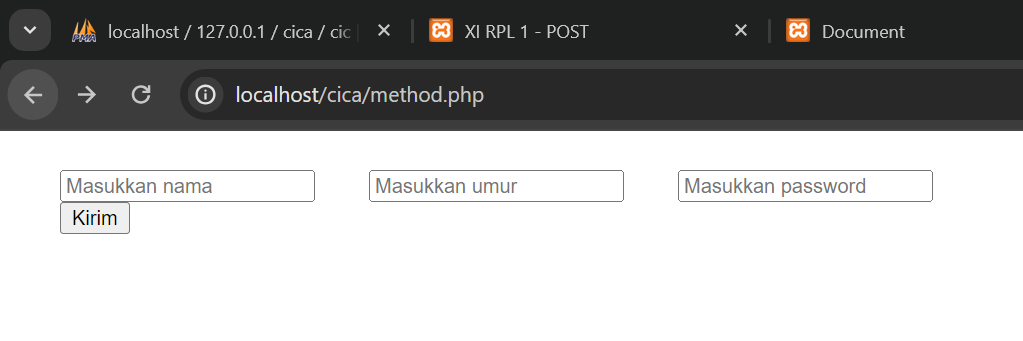 localhost / 127.0.0.1 / cica / cic
XI RPL 1 - POST
Document
localhost/cica/method.php
Masukkan nama
Masukkan umur
Masukkan password
Kirim